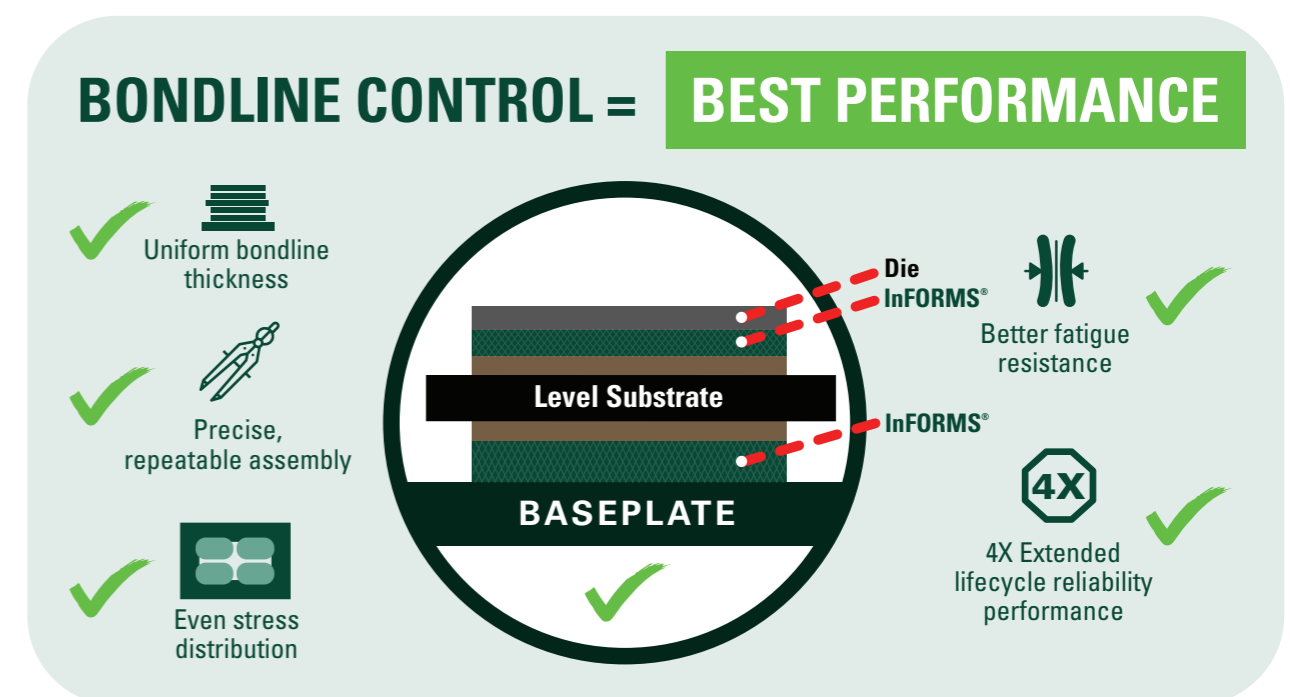 BONDLINE CONTROL = BEST PERFORMANCE
Uniform bondline
thickness
Precise,
repeatable assembly
Even stress
distribution
Die
InFORMS®
Level Substrate
InFORMS®
BASEPLATE
Better fatigue
resistance
4X
4X Extended
lifecycle reliability
performance